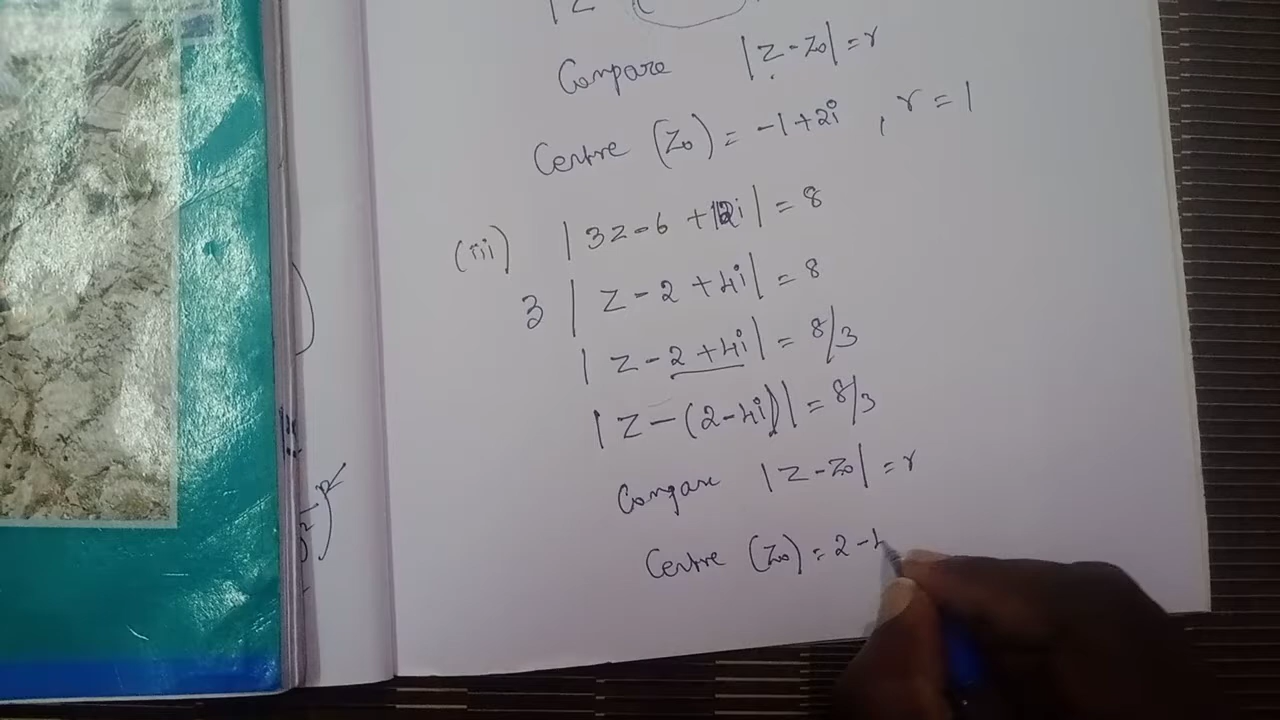 Compare |z - z₀| = r
Centre (z₀) = -1+2i , r = 1
(iii) |3z - 6 + 12i| = 8
3 | z - 2 + 4i| = 8
| z - 2 + 4i| = 8/3
| z - (2-4i)| = 8/3
Compare |z - z₀| = r
Centre (z₀) = 2 -